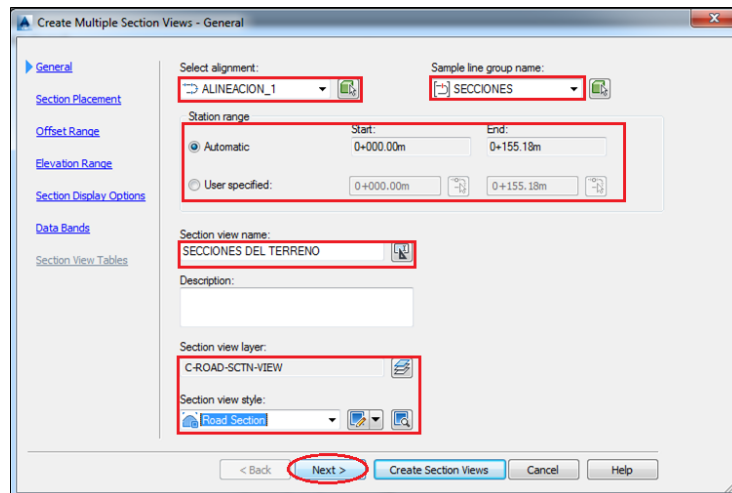 Create Multiple Section Views - General
General
Section Placement
Offset Range
Elevation Range
Section Display Options
Data Bands
Section View Tables
Select alignment:
ALINEACION_1
Sample line group name:
SECCIONES
Station range
Start:
End:
Automatic
0+000.00m
0+155.18m
User specified:
0+000.00m
0+155.18m
Section view name:
SECCIONES DEL TERRENO
Description:
Section view layer:
C-ROAD-SCTN-VIEW
Section view style:
Road Section
< Back
Next >
Create Section Views
Cancel
Help